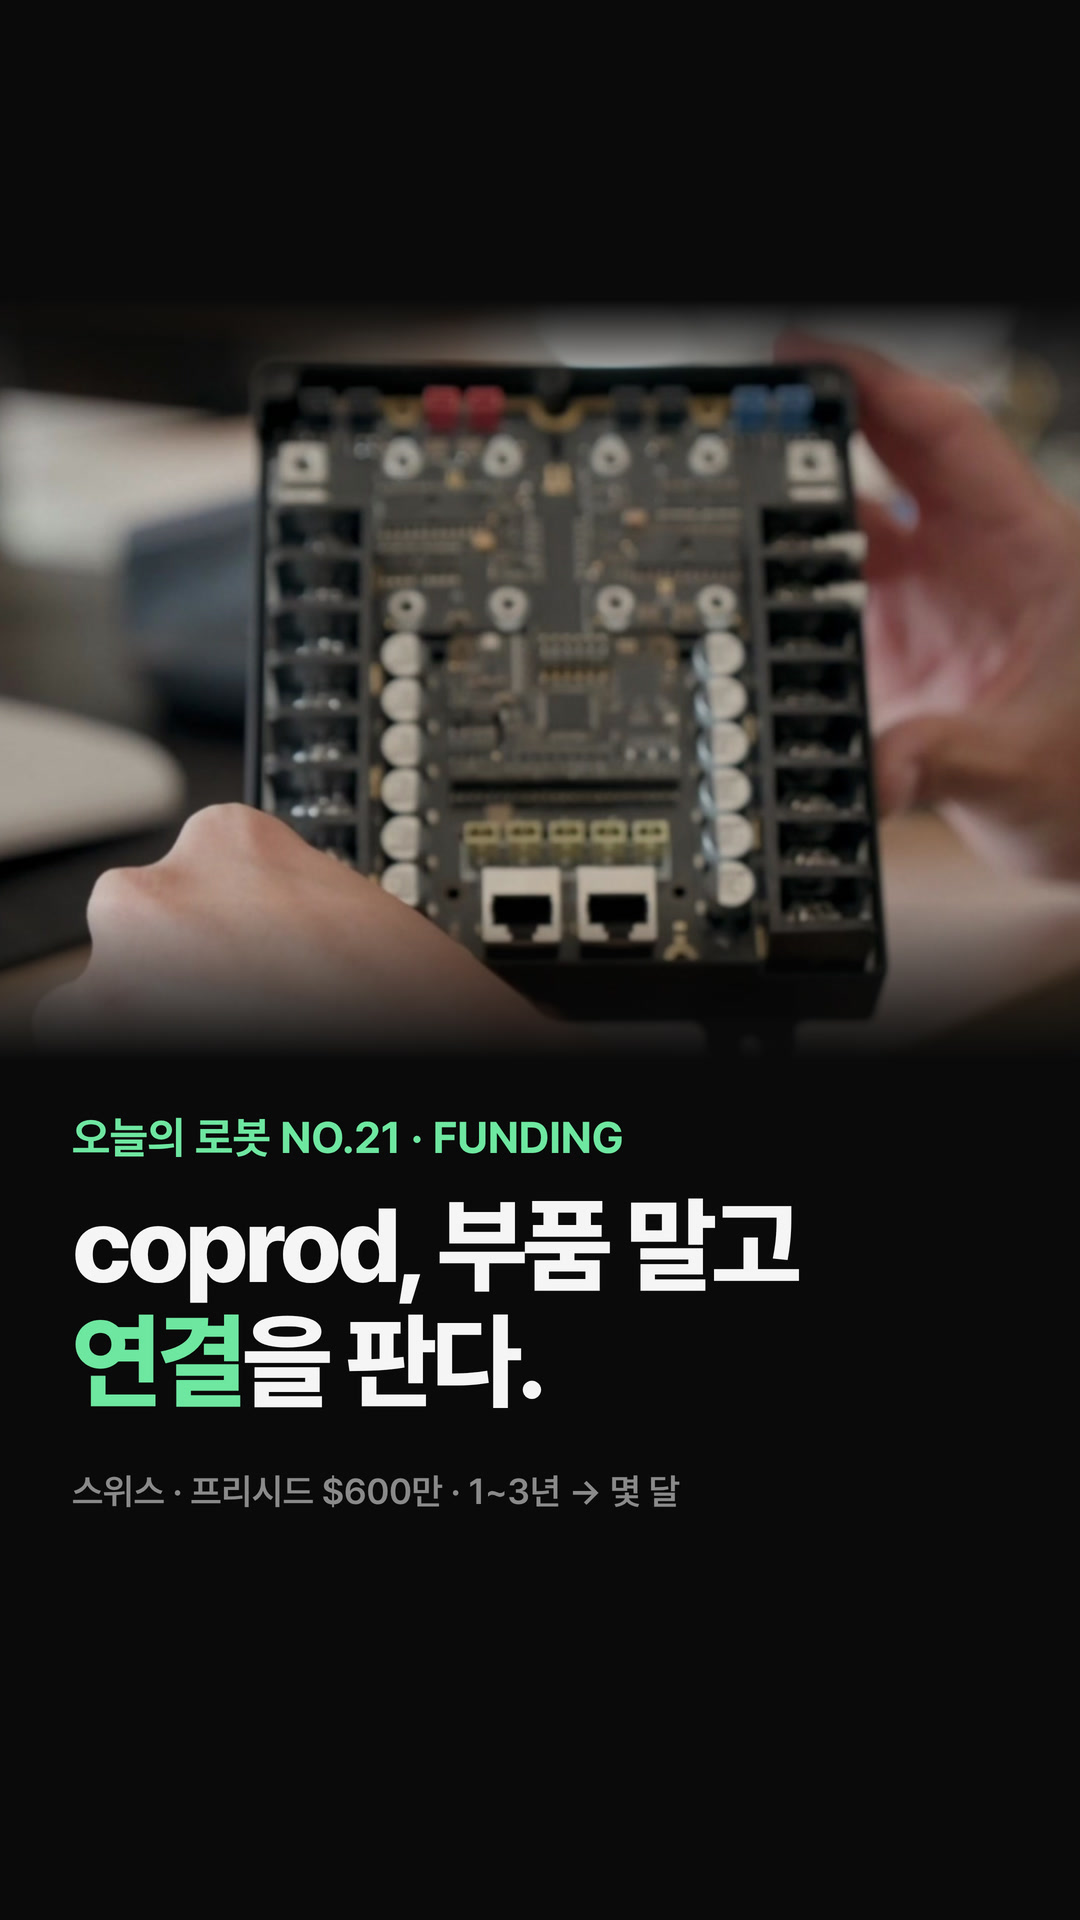 오늘의 로봇 NO.21 · FUNDING
coprod, 부품 말고
연결을 판다.
스위스 · 프리시드 $600만 · 1~3년 → 몇 달